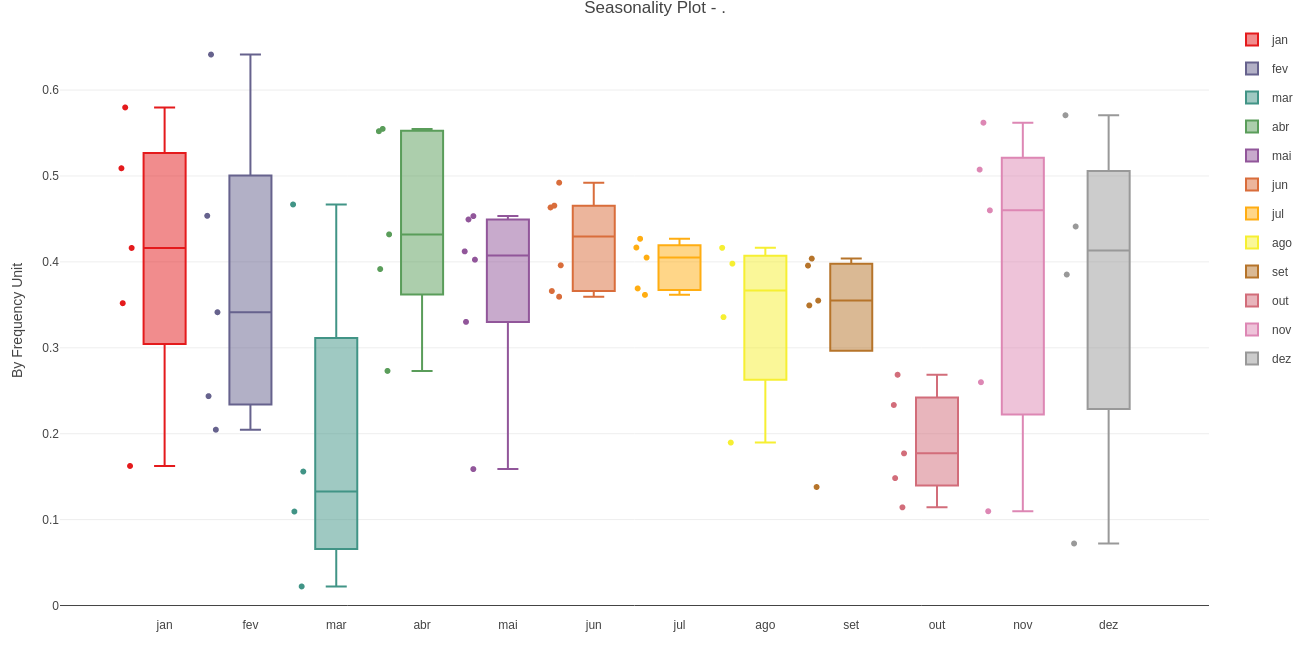 Seasonality Plot - .
By Frequency Unit
0.6
0.5
0.4
0.3
0.2
0.1
0
jan
fev
mar
abr
mai
jun
jul
ago
set
out
nov
dez
jan
fev
mar
abr
mai
jun
jul
ago
set
out
nov
dez